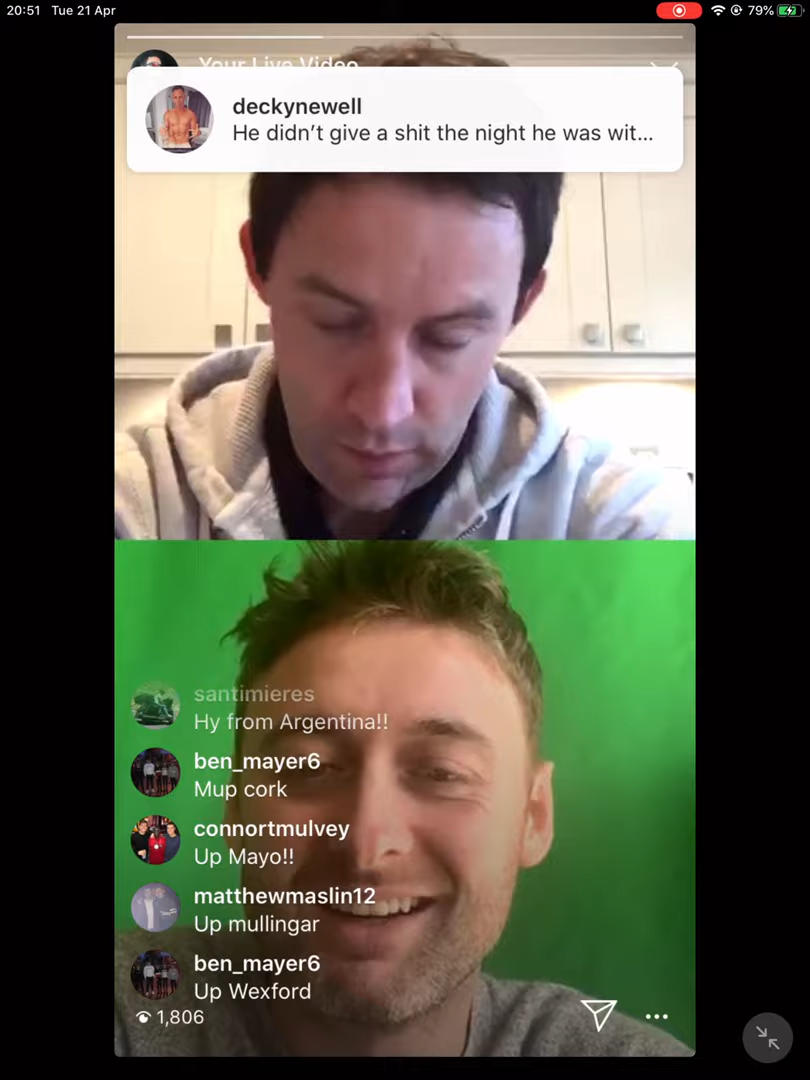 20:51 Tue 21 Apr
79%
Your Live Video
deckynewell
He didn’t give a shit the night he was wit...
santimieres
Hy from Argentina!!
ben_mayer6
Mup cork
connortmulvey
Up Mayo!!
matthewmaslin12
Up mullingar
ben_mayer6
Up Wexford
1,806